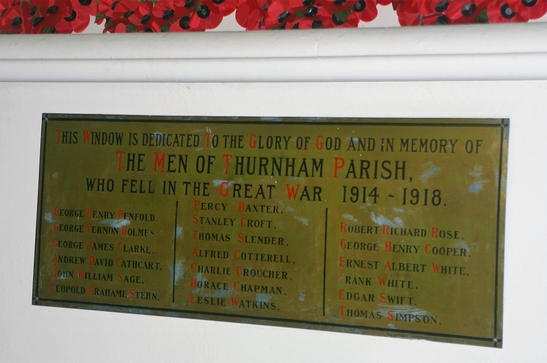 THIS WINDOW IS DEDICATED TO THE GLORY OF GOD AND IN MEMORY OF
THE MEN OF THURNHAM PARISH,
WHO FELL IN THE GREAT WAR 1914 - 1918.
GEORGE HENRY PENFOLD.
GEORGE VERNON HOLMES.
GEORGE JAMES CLARKE.
ANDREW DAVID CATHCART.
JOHN WILLIAM SAGE.
LEOPOLD GRAHAME STERN.
PERCY BAXTER.
STANLEY CROFT.
THOMAS SLENDER.
ALFRED COTTERELL.
CHARLIE CROUCHER.
HORACE CHAPMAN.
LESLIE WATKINS.
ROBERT RICHARD ROSE.
GEORGE HENRY COOPER.
ERNEST ALBERT WHITE.
FRANK WHITE.
EDGAR SWIFT.
THOMAS SIMPSON.